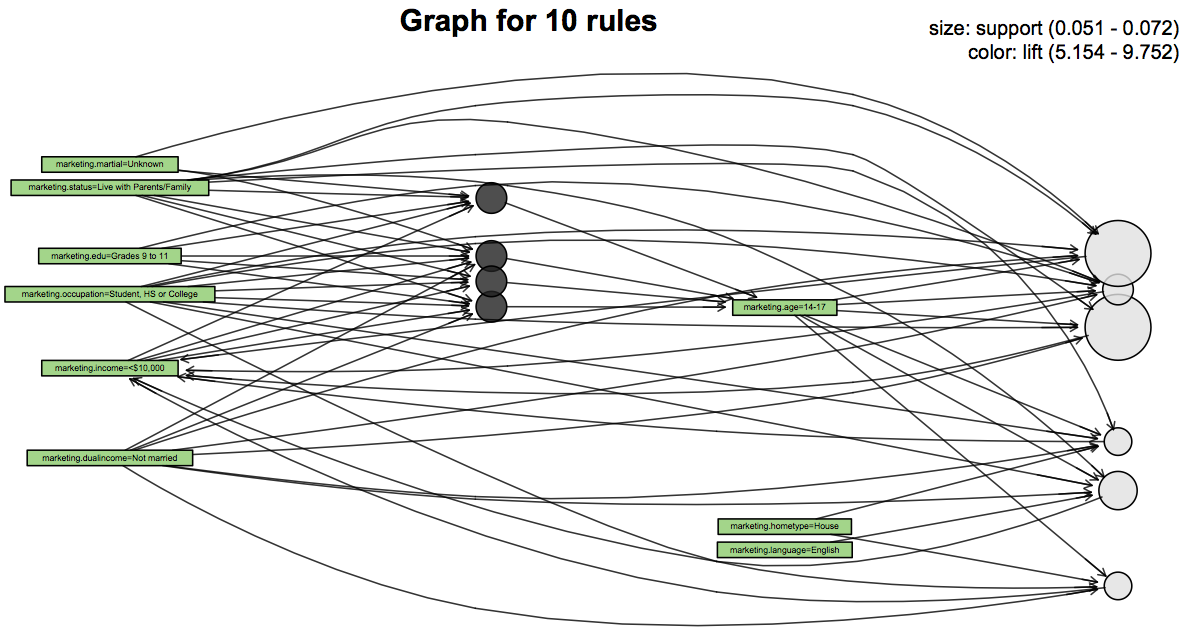 Graph for 10 rules
size: support (0.051 - 0.072)
color: lift (5.154 - 9.752)
marketing.martial=Unknown
marketing.status=Live with Parents/Family
marketing.edu=Grades 9 to 11
marketing.occupation=Student, HS or College
marketing.age=14-17
marketing.income=<$10,000
marketing.dualincome=Not married
marketing.hometype=House
marketing.language=English